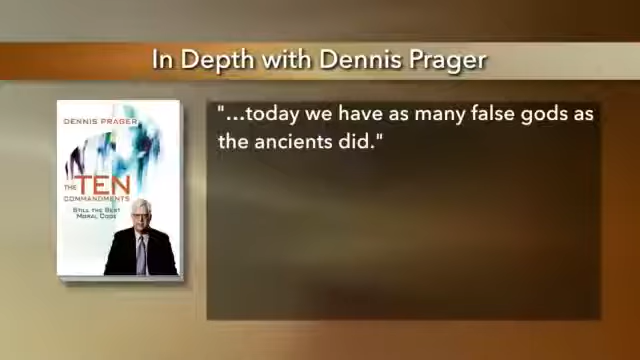 In Depth with Dennis Prager
DENNIS PRAGER
THE TEN
COMMANDMENTS
STILL THE BEST
MORAL CODE
"...today we have as many false gods as
the ancients did."